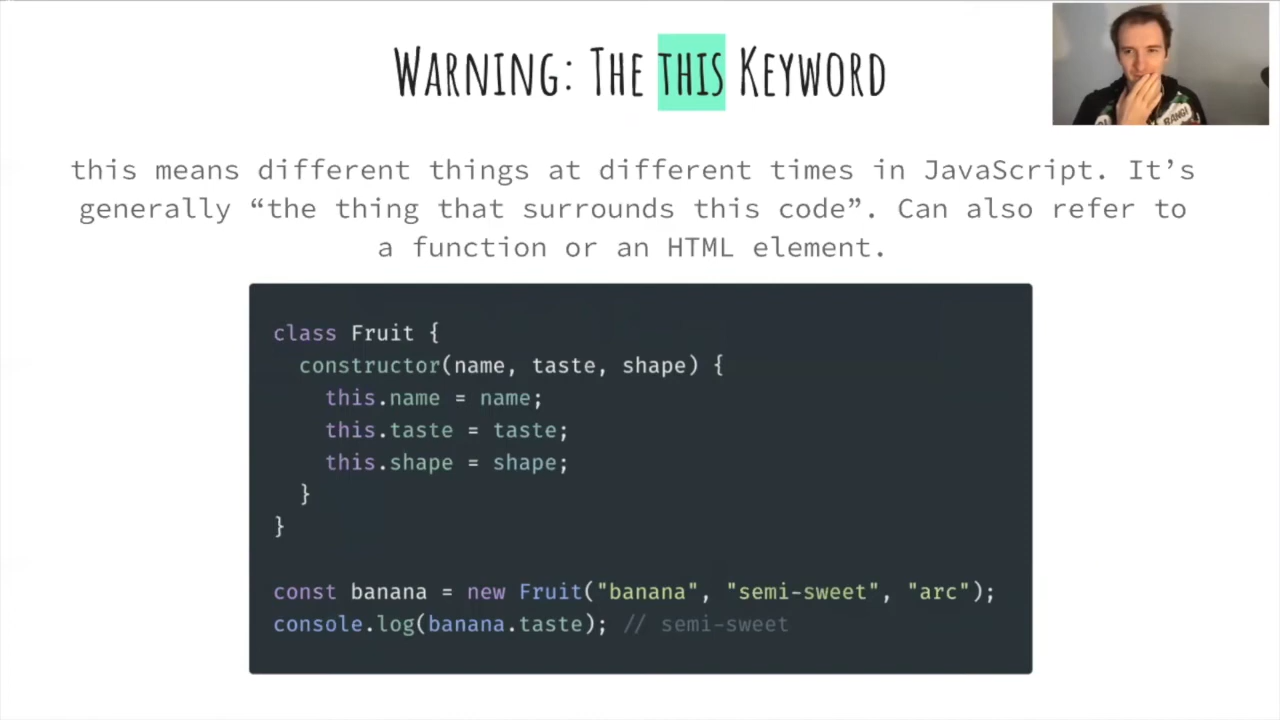 WARNING: THE THIS KEYWORD
this means different things at different times in JavaScript. It’s
generally “the thing that surrounds this code”. Can also refer to
a function or an HTML element.
class Fruit {
  constructor(name, taste, shape) {
    this.name = name;
    this.taste = taste;
    this.shape = shape;
  }
}
const banana = new Fruit("banana", "semi-sweet", "arc");
console.log(banana.taste); // semi-sweet
BANG!